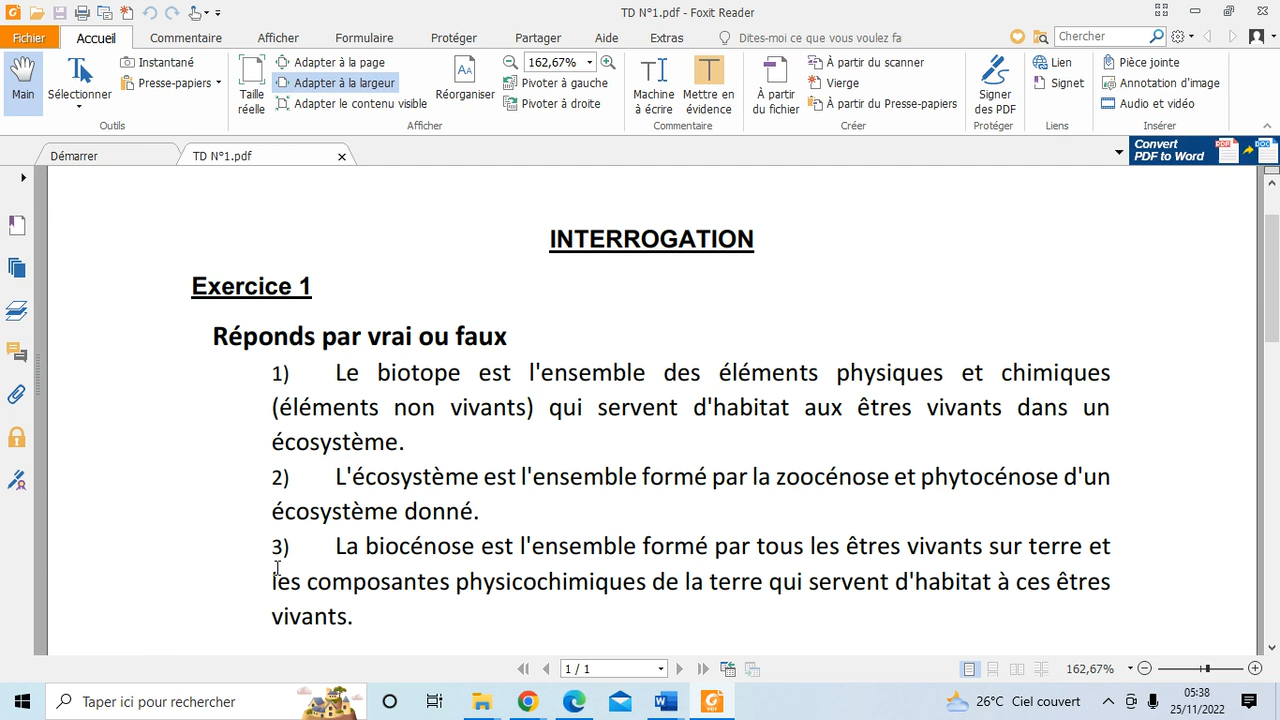 TD N°1.pdf - Foxit Reader
Fichier Accueil Commentaire Afficher Formulaire Protéger Partager Aide Extras Dites-moi ce que vous voulez fa Chercher
Main
Sélectionner
Instantané
Presse-papiers
Outils
Taille réelle
Adapter à la page
Adapter à la largeur
Adapter le contenu visible
Réorganiser
162,67%
Pivoter à gauche
Pivoter à droite
Afficher
Machine à écrire
Mettre en évidence
Commentaire
À partir du fichier
À partir du scanner
Vierge
À partir du Presse-papiers
Créer
Signer des PDF
Protéger
Lien
Signet
Liens
Pièce jointe
Annotation d'image
Audio et vidéo
Insérer
Démarrer TD N°1.pdf
Convert
PDF to Word
INTERROGATION
Exercice 1
Réponds par vrai ou faux
1) Le biotope est l'ensemble des éléments physiques et chimiques
(éléments non vivants) qui servent d'habitat aux êtres vivants dans un
écosystème.
2) L'écosystème est l'ensemble formé par la zoocénose et phytocénose d'un
écosystème donné.
3) La biocénose est l'ensemble formé par tous les êtres vivants sur terre et
les composantes physicochimiques de la terre qui servent d'habitat à ces êtres
vivants.
1 / 1 162,67%
Taper ici pour rechercher
26°C Ciel couvert
05:38
25/11/2022